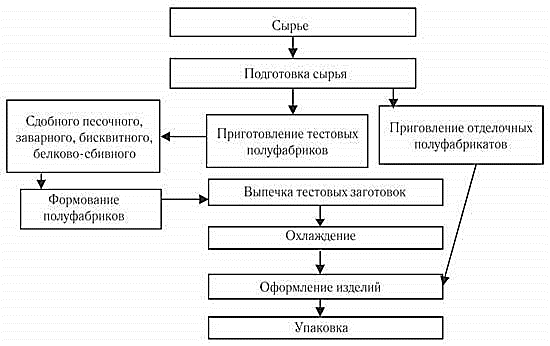 Сырье
Подготовка сырья
Сдобного песочного,
заварного, бисквитного,
белково-сбивного
Приготовление тестовых
полуфабриков
Приговление отделочных
полуфабрикатов
Формование
полуфабриков
Выпечка тестовых заготовок
Охлаждение
Оформление изделий
Упаковка